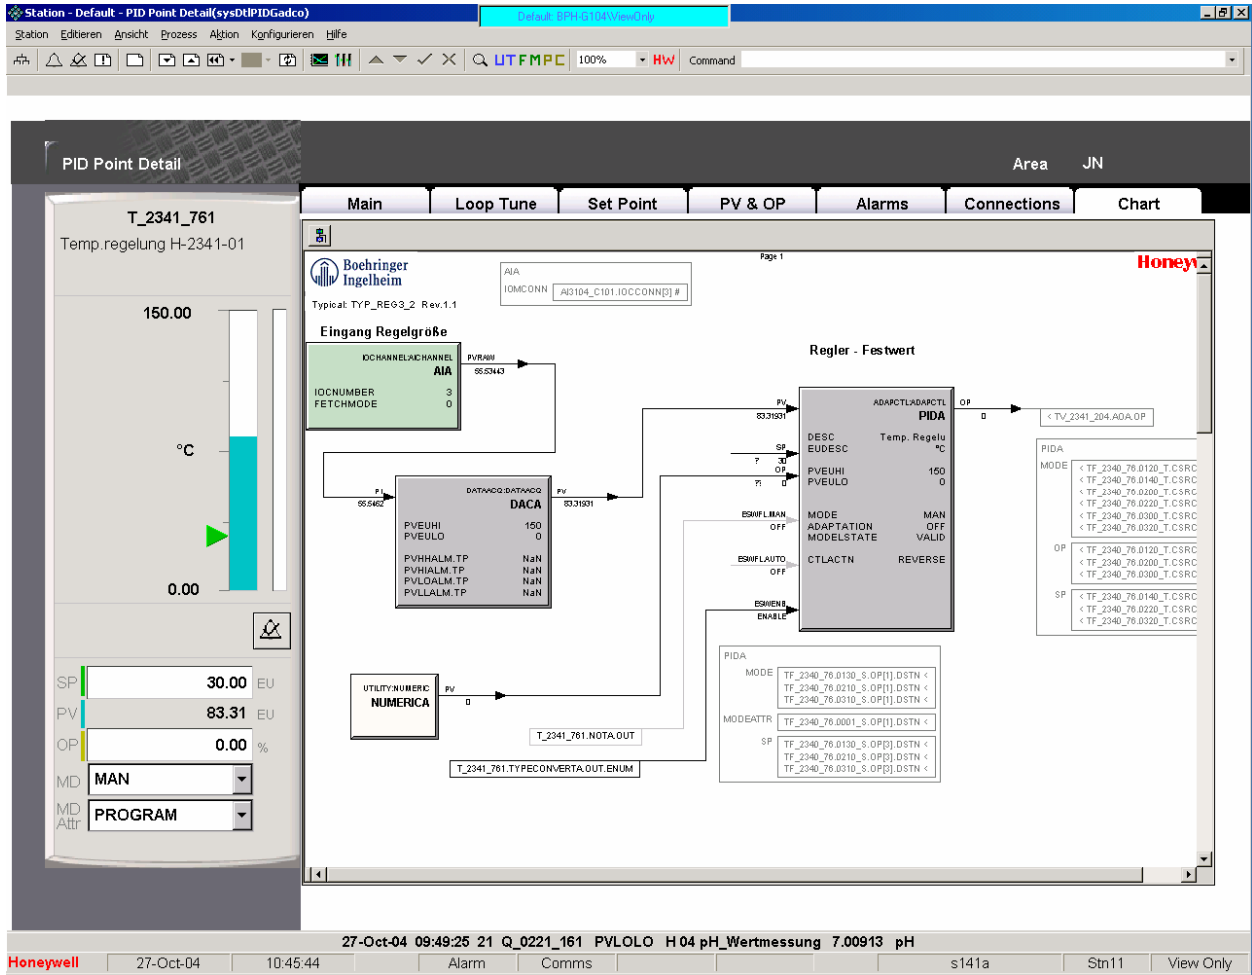 Station - Default - PID Point Detail(sysDtlPIDGadco)
Default: BPH-G104\ViewOnly
Station Editieren Ansicht Prozess Aktion Konfigurieren Hilfe
UTFMPC 100% HW Command
PID Point Detail
Area JN
Main Loop Tune Set Point PV & OP Alarms Connections Chart
T_2341_761
Temp.regelung H-2341-01
150.00
°C
0.00
SP 30.00 EU
PV 83.31 EU
OP 0.00 %
MD MAN
MD Attr PROGRAM
Boehringer
Ingelheim
Page 1
Typical: TYP_REG3_2 Rev.1.1
AIA
IOMCONN AI3104_C101.IOCCONN[3] #
Eingang Regelgröße
IOCHANNEL:AICHANNEL
AIA
IOCNUMBER 3
FETCHMODE 0
PVRAW
55.53443
P1
55.5462
DATAACQ:DATAACQ
DACA
PVEUHI 150
PVEULO 0
PVHHALM.TP NaN
PVHIALM.TP NaN
PVLOALM.TP NaN
PVLLALM.TP NaN
PV
83.31931
UTILITY:NUMERIC
NUMERICA
PV
0
T_2341_761.NOTA.OUT
T_2341_761.TYPECONVERTA.OUT.ENUM
Regler - Festwert
PV
83.31931
SP
? 30
OP
?! 0
ESWFL.MAN
OFF
ESWFLAUTO
OFF
ESWENB
ENABLE
ADAPCTL:ADAPCTL
PIDA
DESC Temp. Regelu
EUDESC °C
PVEUHI 150
PVEULO 0
MODE MAN
ADAPTATION OFF
MODELSTATE VALID
CTLACTN REVERSE
OP
0
< TV_2341_204.AOA.OP
PIDA
MODE < TF_2340_76.0120_T.CSRC
< TF_2340_76.0140_T.CSRC
< TF_2340_76.0200_T.CSRC
< TF_2340_76.0220_T.CSRC
< TF_2340_76.0300_T.CSRC
< TF_2340_76.0320_T.CSRC
OP < TF_2340_76.0120_T.CSRC
< TF_2340_76.0200_T.CSRC
< TF_2340_76.0300_T.CSRC
SP < TF_2340_76.0140_T.CSRC
< TF_2340_76.0220_T.CSRC
< TF_2340_76.0320_T.CSRC
PIDA
MODE TF_2340_76.0130_S.OP[1].DSTN <
TF_2340_76.0210_S.OP[1].DSTN <
TF_2340_76.0310_S.OP[1].DSTN <
MODEATTR TF_2340_76.0001_S.OP[1].DSTN <
SP TF_2340_76.0130_S.OP[3].DSTN <
TF_2340_76.0210_S.OP[3].DSTN <
TF_2340_76.0310_S.OP[3].DSTN <
27-Oct-04 09:49:25 21 Q_0221_161 PVLOLO H 04 pH_Wertmessung 7.00913 pH
Honeywell 27-Oct-04 10:45:44 Alarm Comms s141a Stn11 View Only